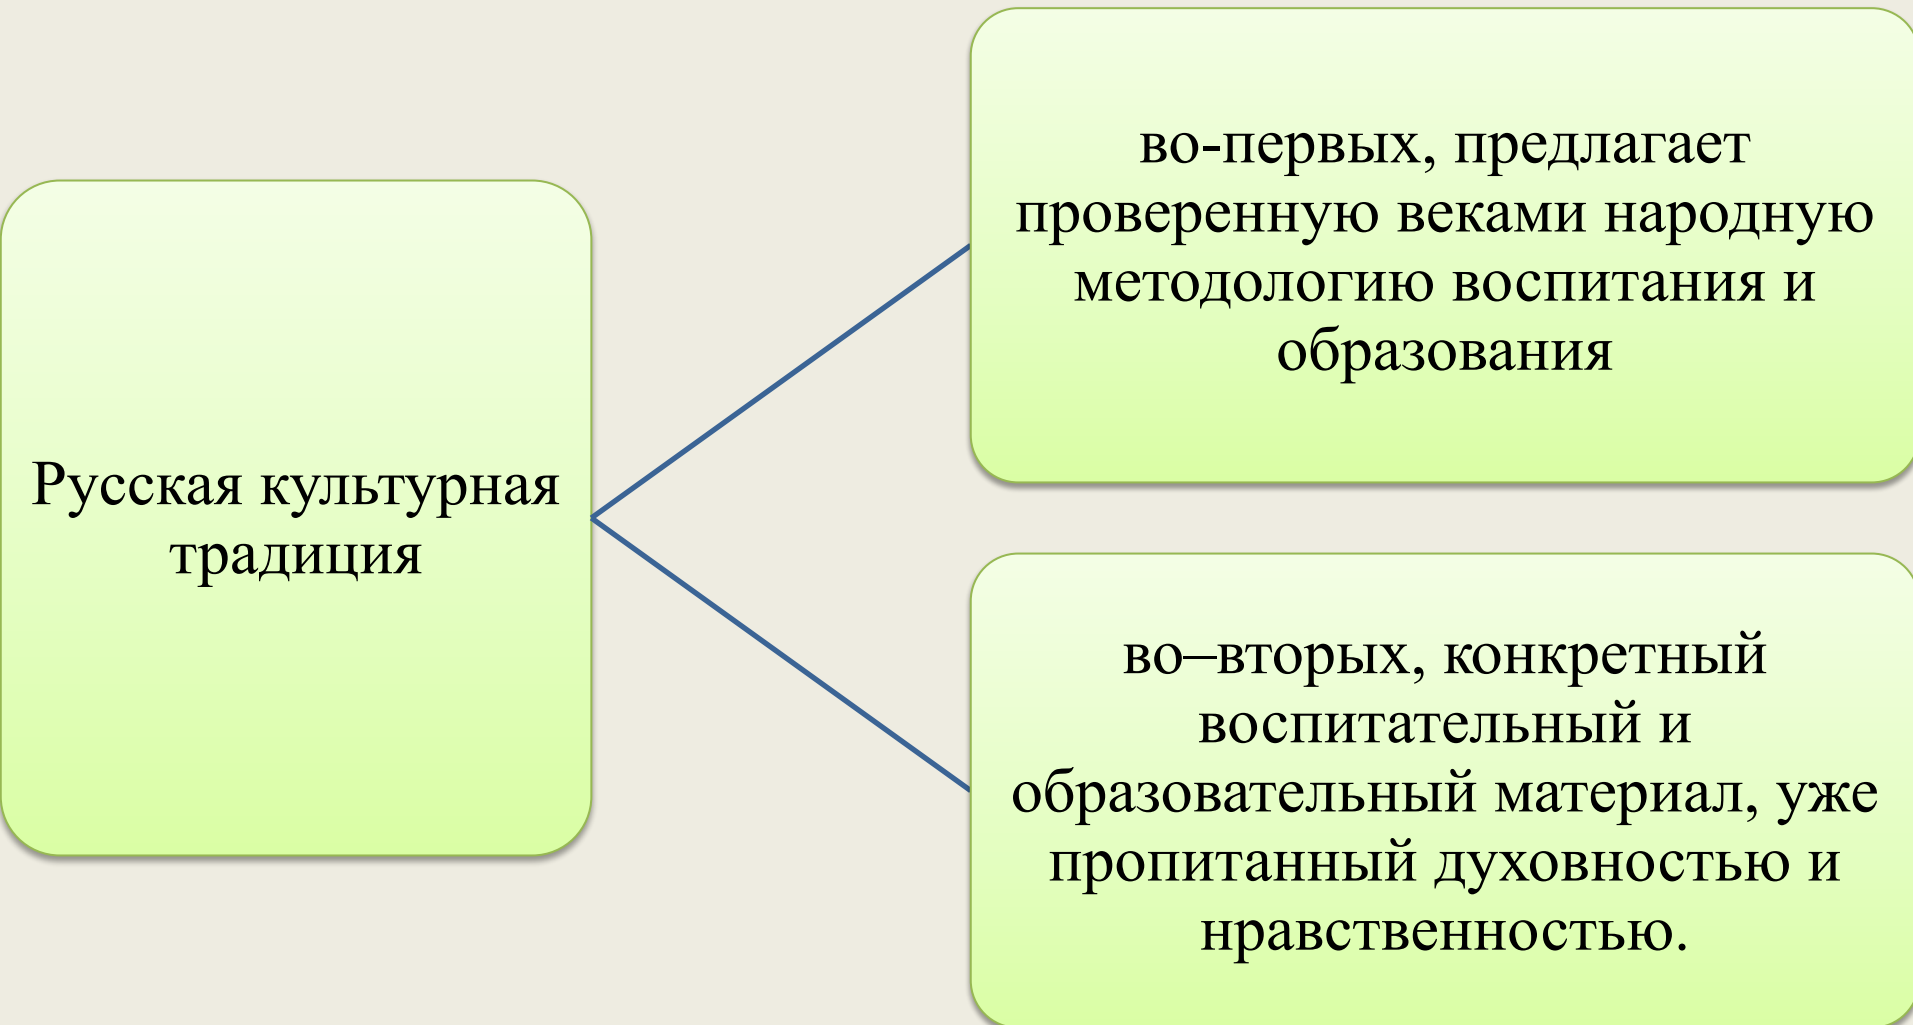 Русская культурная
традиция
во-первых, предлагает
проверенную веками народную
методологию воспитания и
образования
во–вторых, конкретный
воспитательный и
образовательный материал, уже
пропитанный духовностью и
нравственностью.